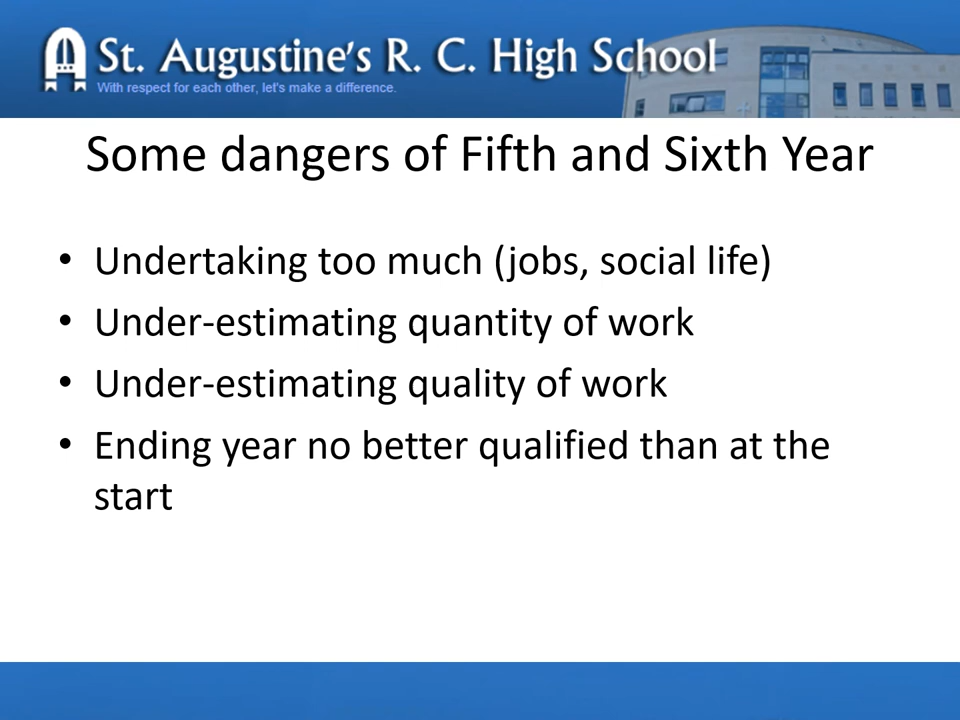 St. Augustine's R. C. High School
With respect for each other, let's make a difference.
Some dangers of Fifth and Sixth Year
• Undertaking too much (jobs, social life)
• Under-estimating quantity of work
• Under-estimating quality of work
• Ending year no better qualified than at the
start